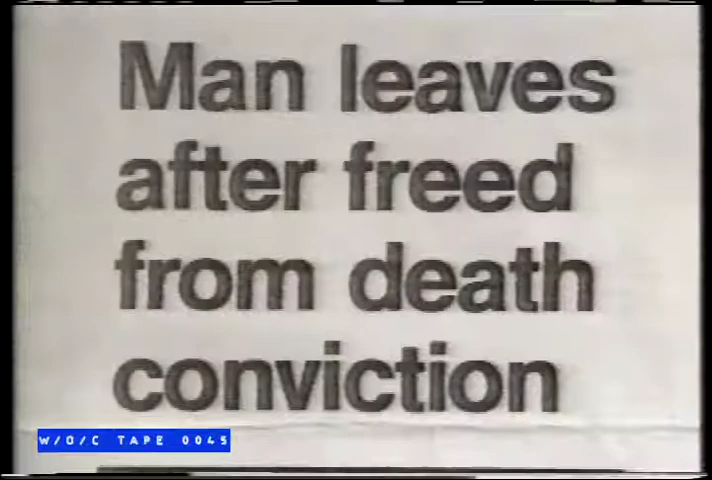 Man leaves
after freed
from death
conviction
W/O/C TAPE 0045